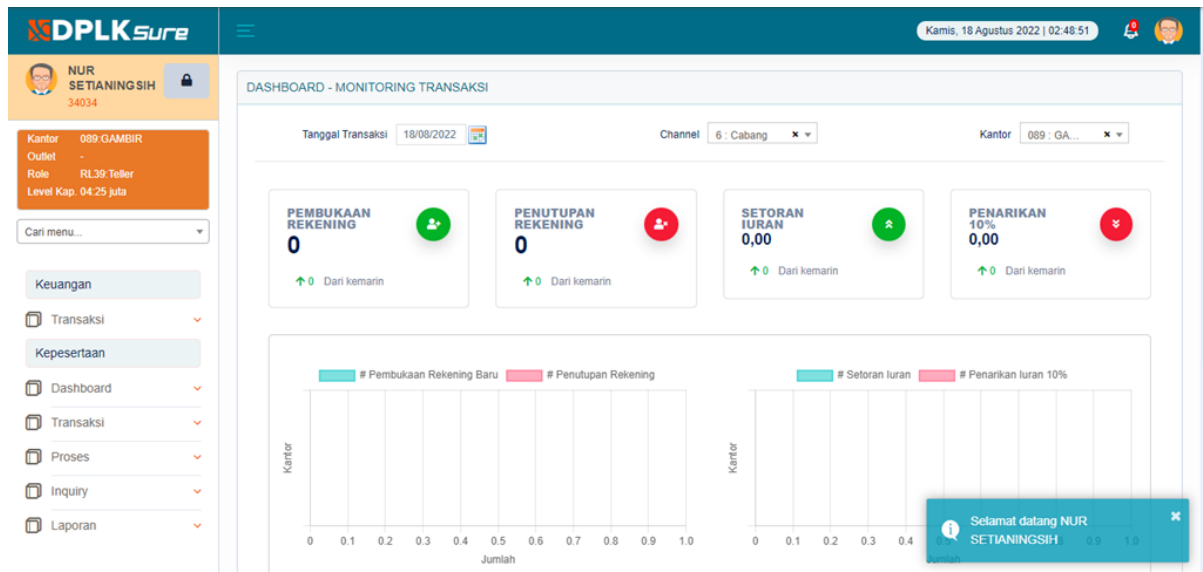 DPLKSure
Kamis, 18 Agustus 2022 | 02:48:51
NUR
SETIANINGSIH
34034
Kantor 089:GAMBIR
Outlet -
Role RL39:Teller
Level Kap. 04:25 juta
Cari menu...
Keuangan
Transaksi
Kepesertaan
Dashboard
Transaksi
Proses
Inquiry
Laporan
DASHBOARD - MONITORING TRANSAKSI
Tanggal Transaksi 18/08/2022 Channel 6 : Cabang × Kantor 089 : GA... ×
PEMBUKAAN
REKENING
0
0 Dari kemarin
PENUTUPAN
REKENING
0
0 Dari kemarin
SETORAN
IURAN
0,00
0 Dari kemarin
PENARIKAN
10%
0,00
0 Dari kemarin
# Pembukaan Rekening Baru # Penutupan Rekening
Kantor
0 0.1 0.2 0.3 0.4 0.5 0.6 0.7 0.8 0.9 1.0
Jumlah
# Setoran Iuran # Penarikan Iuran 10%
Kantor
0 0.1 0.2 0.3 0.4 0.5 0.9 1.0
Jumlah
Selamat datang NUR
SETIANINGSIH
×